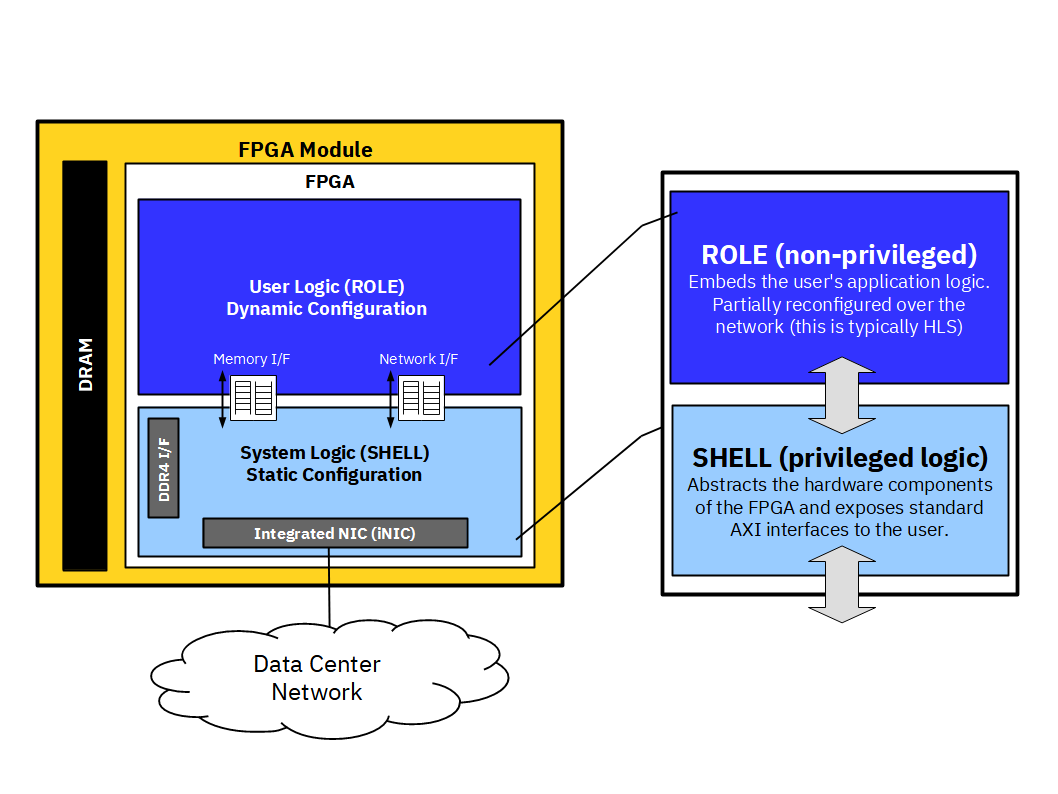 FPGA Module
FPGA
DRAM
User Logic (ROLE)
Dynamic Configuration
Memory I/F
Network I/F
DDR4 I/F
System Logic (SHELL)
Static Configuration
Integrated NIC (iNIC)
Data Center
Network
ROLE (non-privileged)
Embeds the user's application logic.
Partially reconfigured over the
network (this is typically HLS)
SHELL (privileged logic)
Abstracts the hardware components
of the FPGA and exposes standard
AXI interfaces to the user.